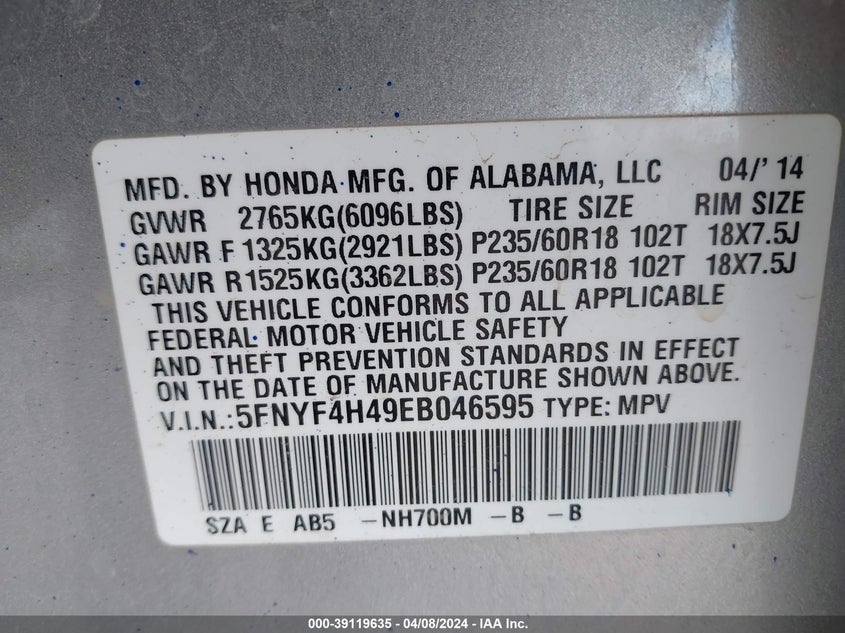 MFD. BY HONDA MFG. OF ALABAMA, LLC 04/' 14
GVWR 2765KG(6096LBS) TIRE SIZE RIM SIZE
GAWR F 1325KG(2921LBS) P235/60R18 102T 18X7.5J
GAWR R 1525KG(3362LBS) P235/60R18 102T 18X7.5J
THIS VEHICLE CONFORMS TO ALL APPLICABLE
FEDERAL MOTOR VEHICLE SAFETY
AND THEFT PREVENTION STANDARDS IN EFFECT
ON THE DATE OF MANUFACTURE SHOWN ABOVE.
V.I.N.:5FNYF4H49EB046595 TYPE: MPV
SZA E AB5 -NH700M -B -B
000-39119635 - 04/08/2024 - IAA Inc.